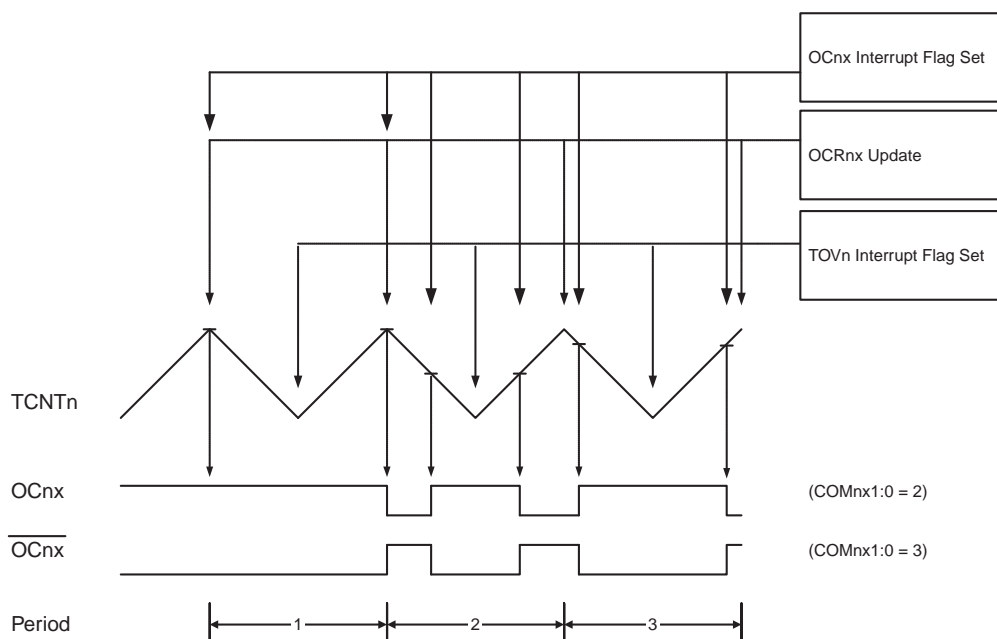 OCnx Interrupt Flag Set
OCRnx Update
TOVn Interrupt Flag Set
TCNTn
OCnx
(COMnx1:0 = 2)
OCnx
(COMnx1:0 = 3)
Period
1
2
3